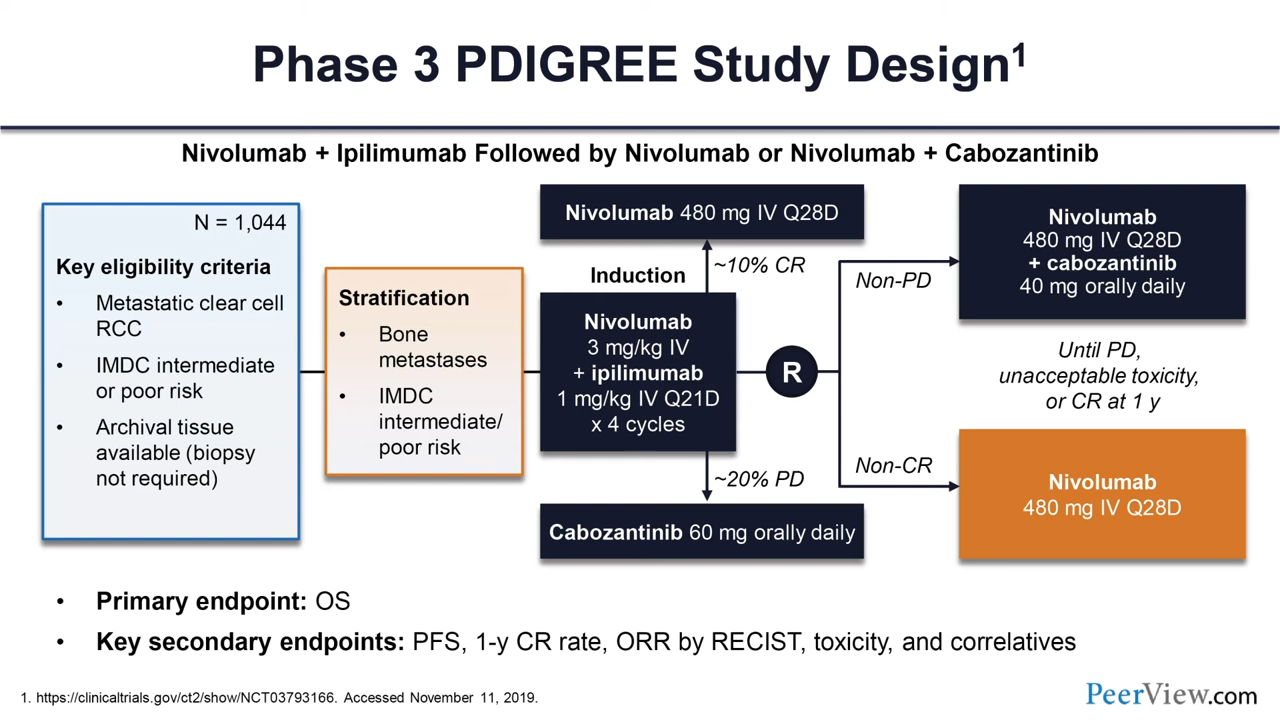 Phase 3 PDIGREE Study Design1
Nivolumab + Ipilimumab Followed by Nivolumab or Nivolumab + Cabozantinib
N = 1,044
Key eligibility criteria
• Metastatic clear cell
RCC
• IMDC intermediate
or poor risk
• Archival tissue
available (biopsy
not required)
Stratification
• Bone
metastases
• IMDC
intermediate/
poor risk
Nivolumab 480 mg IV Q28D
~10% CR
Induction
Nivolumab
3 mg/kg IV
+ ipilimumab
1 mg/kg IV Q21D
x 4 cycles
~20% PD
Cabozantinib 60 mg orally daily
R
Non-PD
Non-CR
Nivolumab
480 mg IV Q28D
+ cabozantinib
40 mg orally daily
Until PD,
unacceptable toxicity,
or CR at 1 y
Nivolumab
480 mg IV Q28D
• Primary endpoint: OS
• Key secondary endpoints: PFS, 1-y CR rate, ORR by RECIST, toxicity, and correlatives
1. https://clinicaltrials.gov/ct2/show/NCT03793166. Accessed November 11, 2019.
PeerView.com